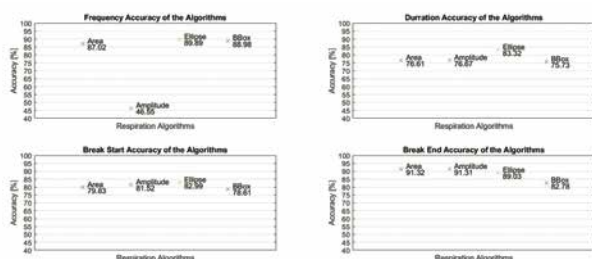 Frequency Accuracy of the Algorithms
Accuracy [%]
100
95
90
85
80
75
70
65
60
55
50
45
40
Area
87.02
Amplitude
46.55
Ellipse
89.89
BBox
88.98
Respiration Algorithms
Durration Accuracy of the Algorithms
Accuracy [%]
100
95
90
85
80
75
70
65
60
55
50
45
40
Area
76.61
Amplitude
76.67
Ellipse
83.32
BBox
75.73
Respiration Algorithms
Break Start Accuracy of the Algorithms
Accuracy [%]
100
95
90
85
80
75
70
65
60
55
50
45
40
Area
79.83
Amplitude
81.52
Ellipse
82.99
BBox
78.61
Respiration Algorithms
Break End Accuracy of the Algorithms
Accuracy [%]
100
95
90
85
80
75
70
65
60
55
50
45
40
Area
91.32
Amplitude
91.31
Ellipse
89.03
BBox
82.78
Respiration Algorithms